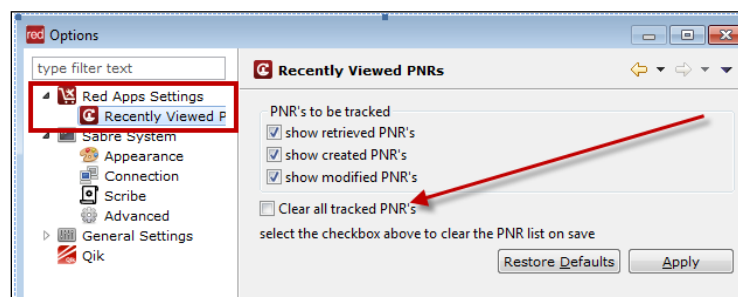 red Options
type filter text
Red Apps Settings
Recently Viewed P
Sabre System
Appearance
Connection
Scribe
Advanced
General Settings
Qik
Recently Viewed PNRs
PNR's to be tracked
show retrieved PNR's
show created PNR's
show modified PNR's
Clear all tracked PNR's
select the checkbox above to clear the PNR list on save
Restore Defaults Apply